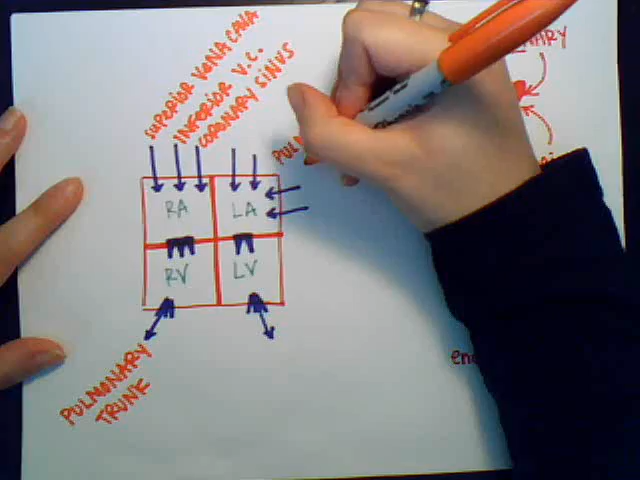 SUPERIOR VENA CAVA
INFERIOR V.C.
CORONARY SINUS
RA
LA
RV
LV
PULMONARY
TRUNK